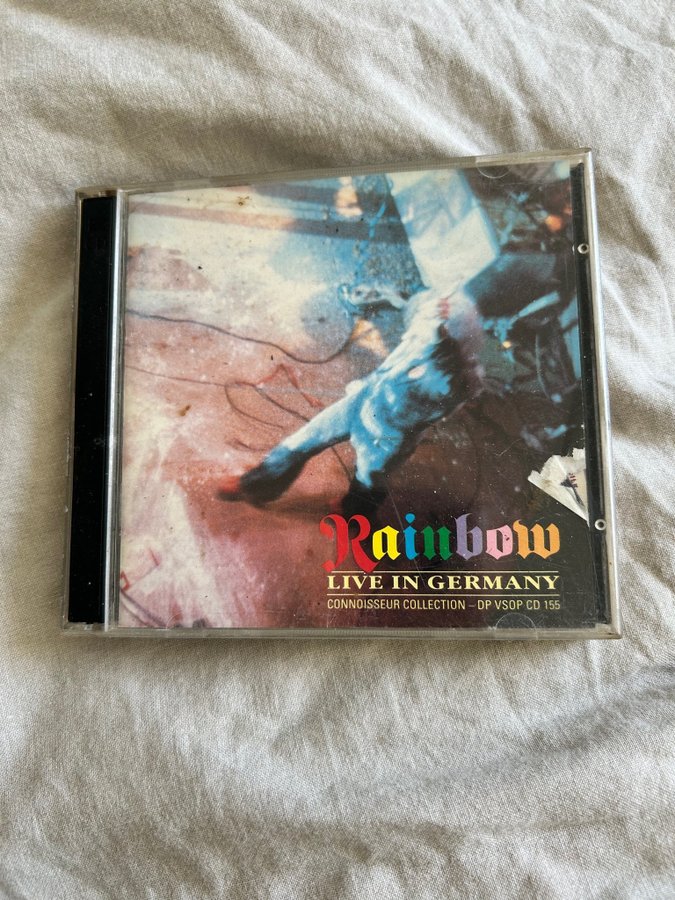 Rainbow
LIVE IN GERMANY
CONNOISSEUR COLLECTION – DP VSOP CD 155